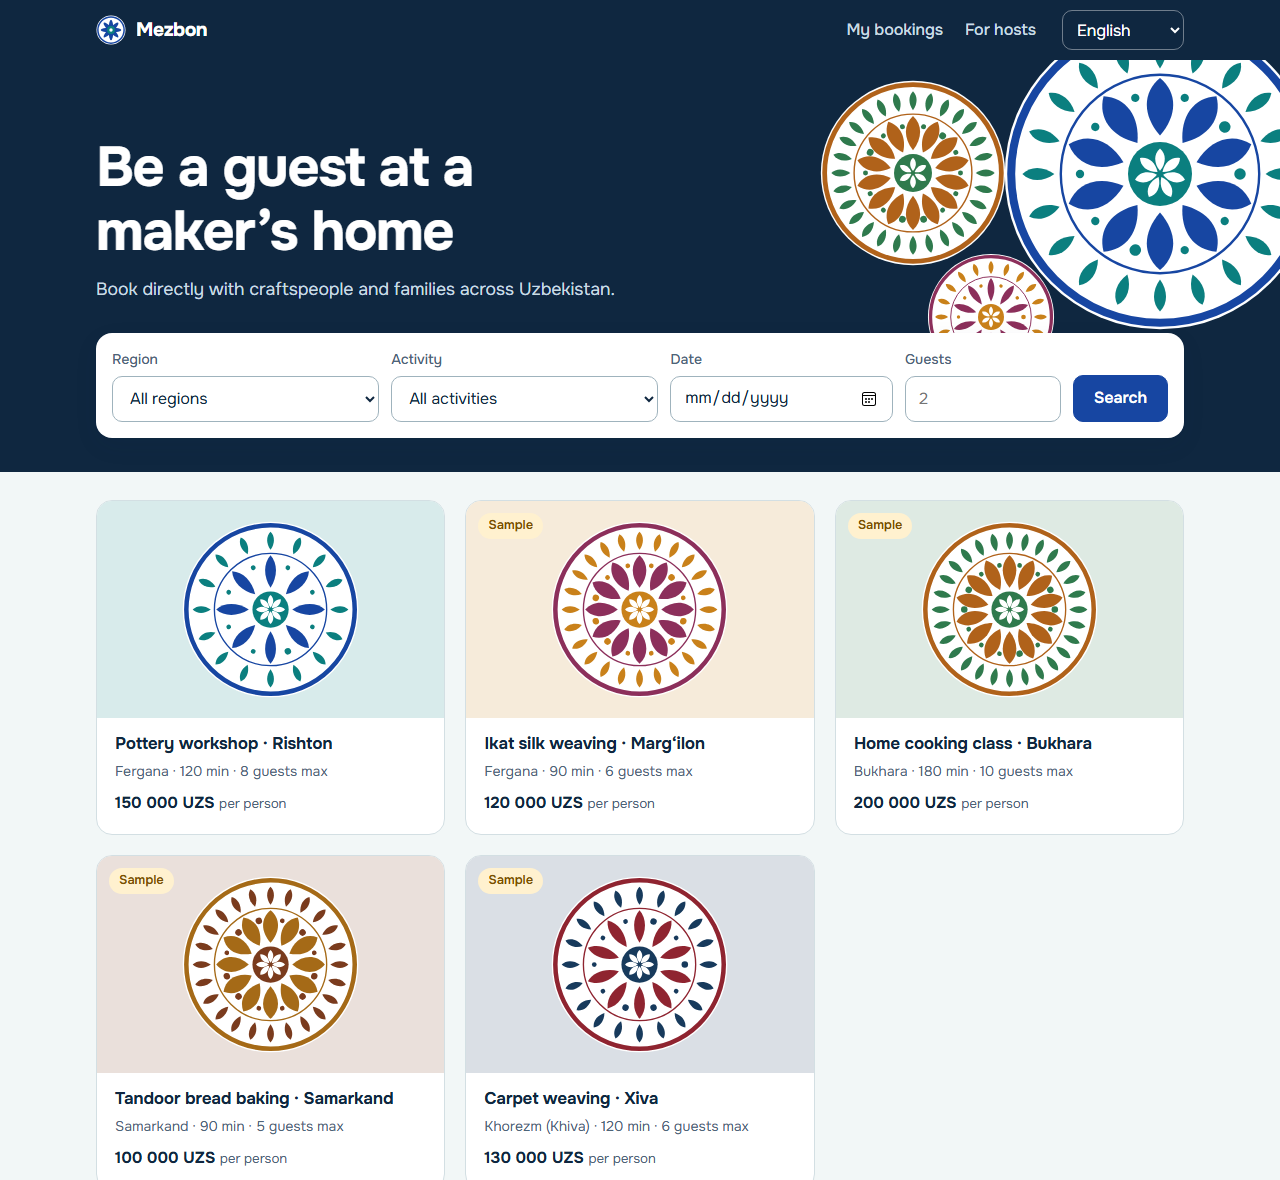 Mezbon
My bookings
For hosts
English
Be a guest at a
maker’s home
Book directly with craftspeople and families across Uzbekistan.
Region
Activity
Date
Guests
All regions
All activities
mm/dd/yyyy
2
Search
Pottery workshop · Rishton
Fergana · 120 min · 8 guests max
150 000 UZS per person
Sample
Ikat silk weaving · Marg‘ilon
Fergana · 90 min · 6 guests max
120 000 UZS per person
Sample
Home cooking class · Bukhara
Bukhara · 180 min · 10 guests max
200 000 UZS per person
Sample
Tandoor bread baking · Samarkand
Samarkand · 90 min · 5 guests max
100 000 UZS per person
Sample
Carpet weaving · Xiva
Khorezm (Khiva) · 120 min · 6 guests max
130 000 UZS per person